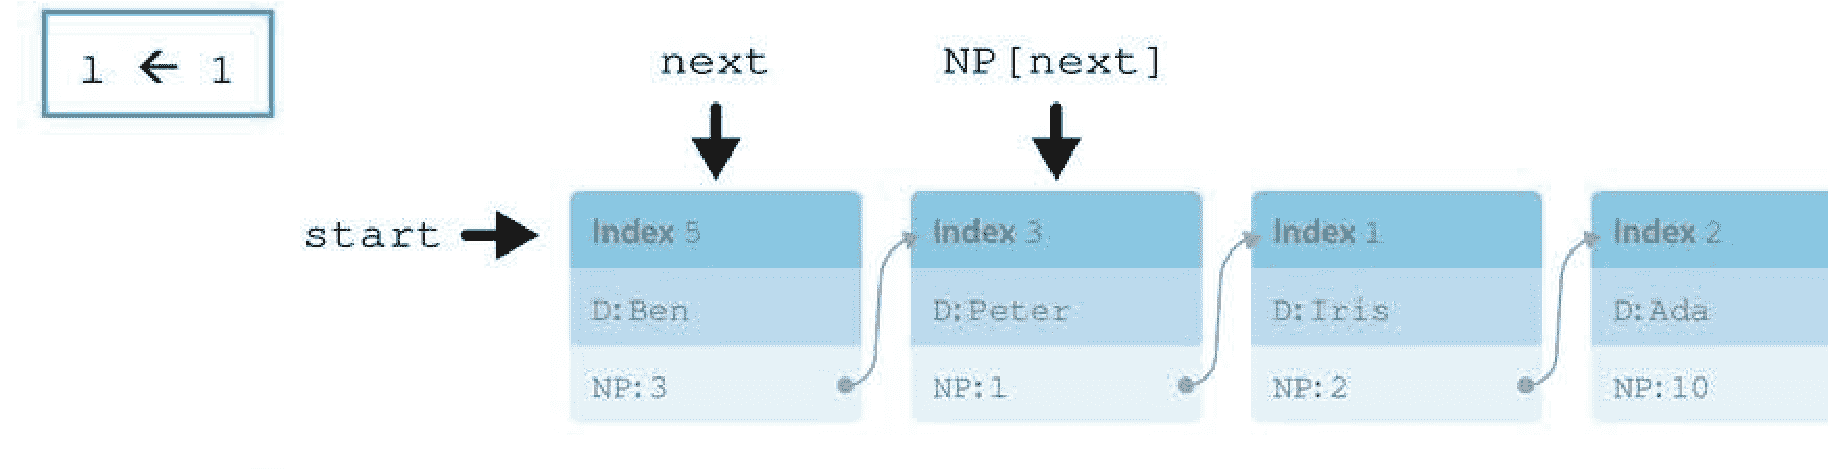 l ← 1
next
NP[next]
start
Index 5
D:Ben
NP:3
Index 3
D:Peter
NP:1
Index 1
D:Iris
NP:2
Index 2
D:Ada
NP:10